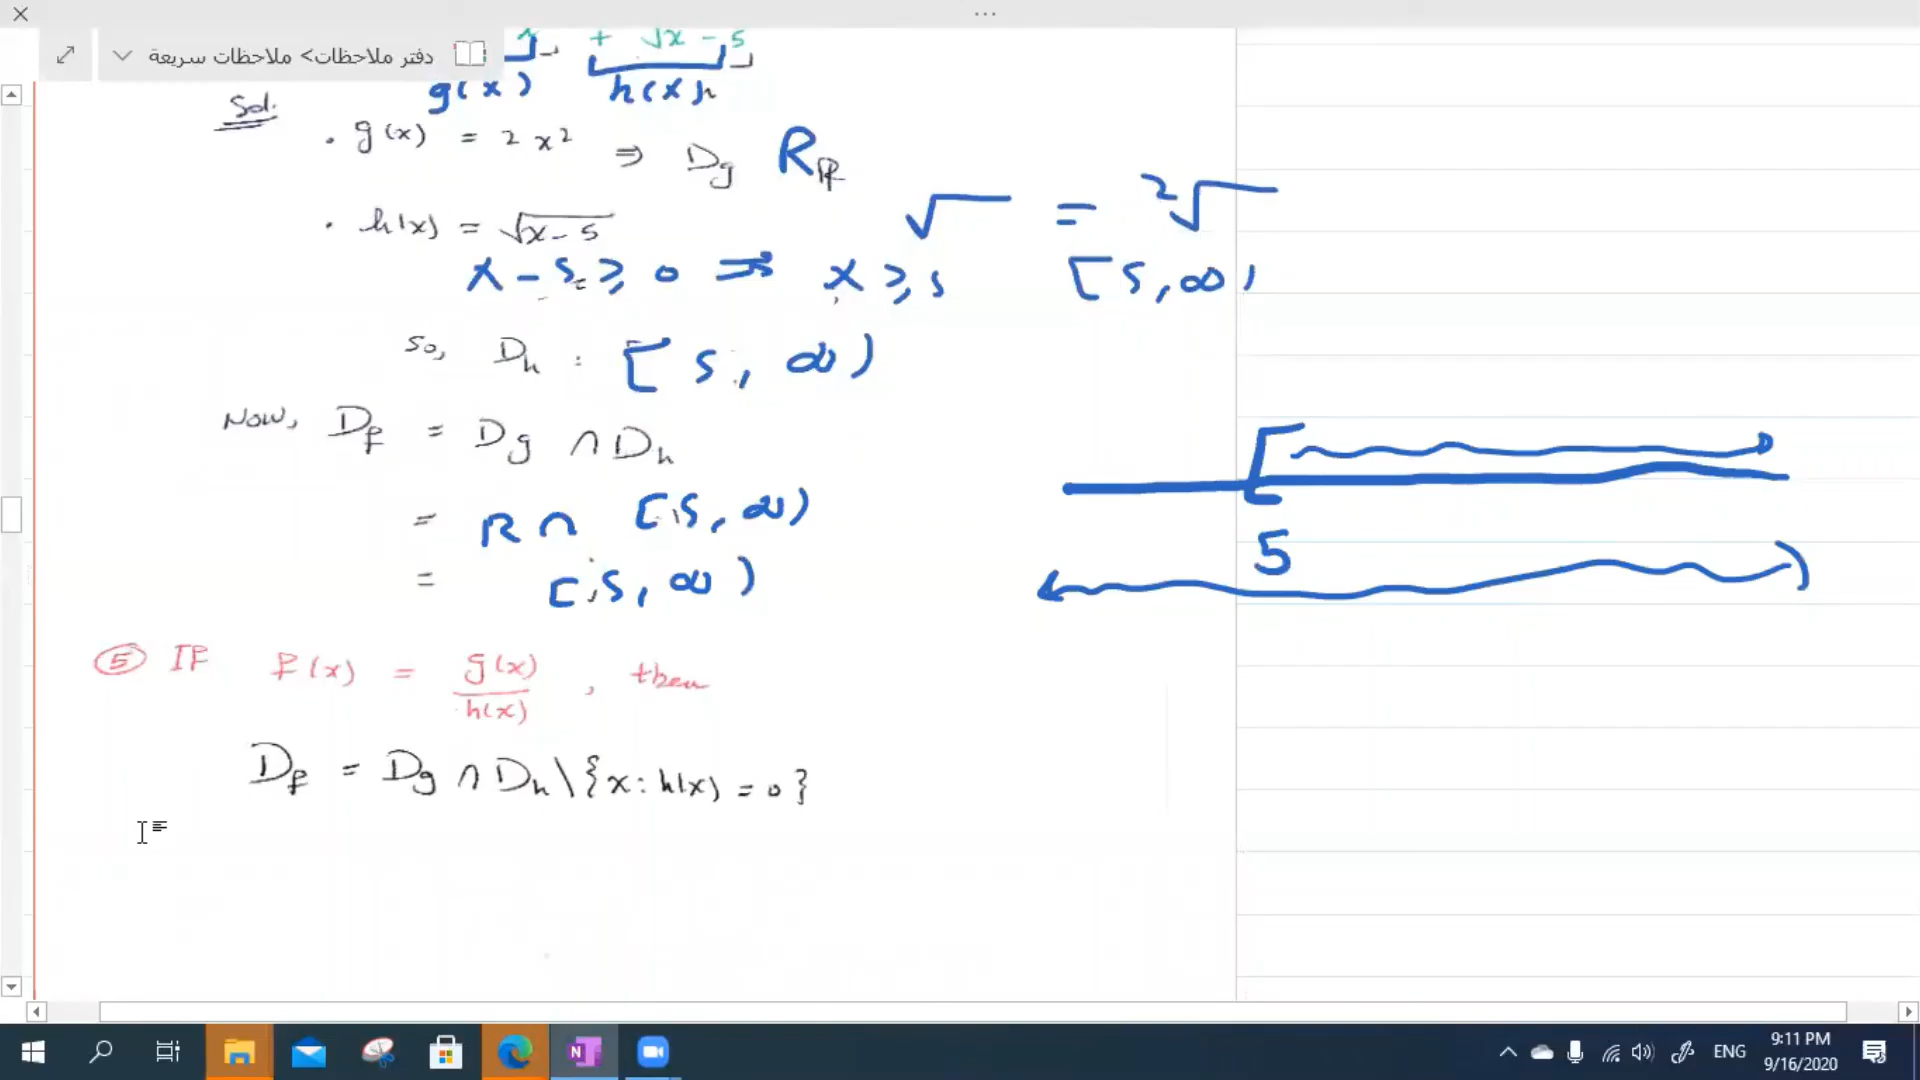 دفتر ملاحظات> ملاحظات سريعة
+ √x - 5
g(x) h(x)
Sol.
. g(x) = 2x² ⇒ Dg R ℝ
. h(x) = √x-5
√ = ²√
x - 5 ≥ 0 ⇒ x ≥ 5 [5, ∞)
so, Dh = [5, ∞)
Now, Df = Dg ∩ Dh
= R ∩ [5, ∞)
= [5, ∞)
5
⑤ If f(x) = g(x)/h(x), then
Df = Dg ∩ Dh \ {x : h(x) = 0}
ENG
9:11 PM
9/16/2020